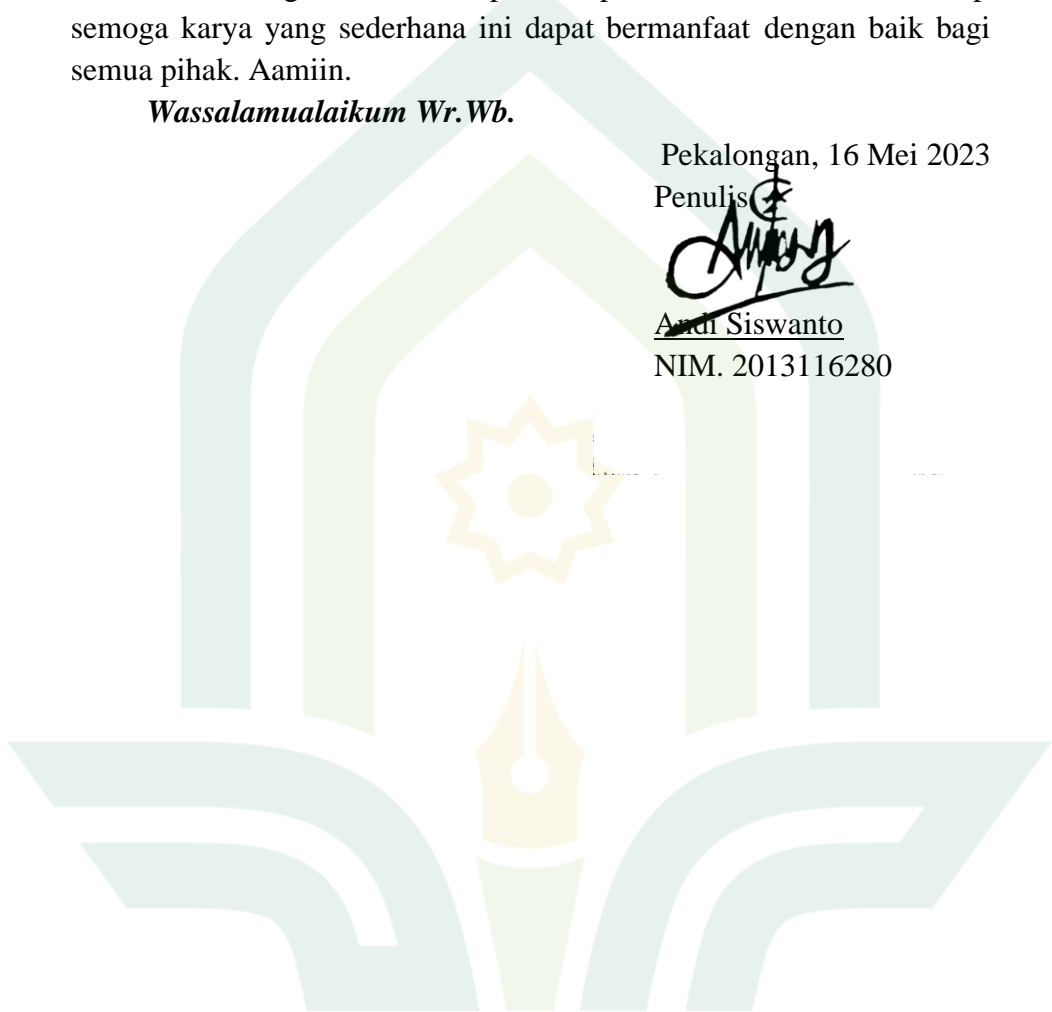 semoga karya yang sederhana ini dapat bermanfaat dengan baik bagi
semua pihak. Aamiin.
Wassalamualaikum Wr.Wb.
Pekalongan, 16 Mei 2023
Penulis
Andi Siswanto
NIM. 2013116280